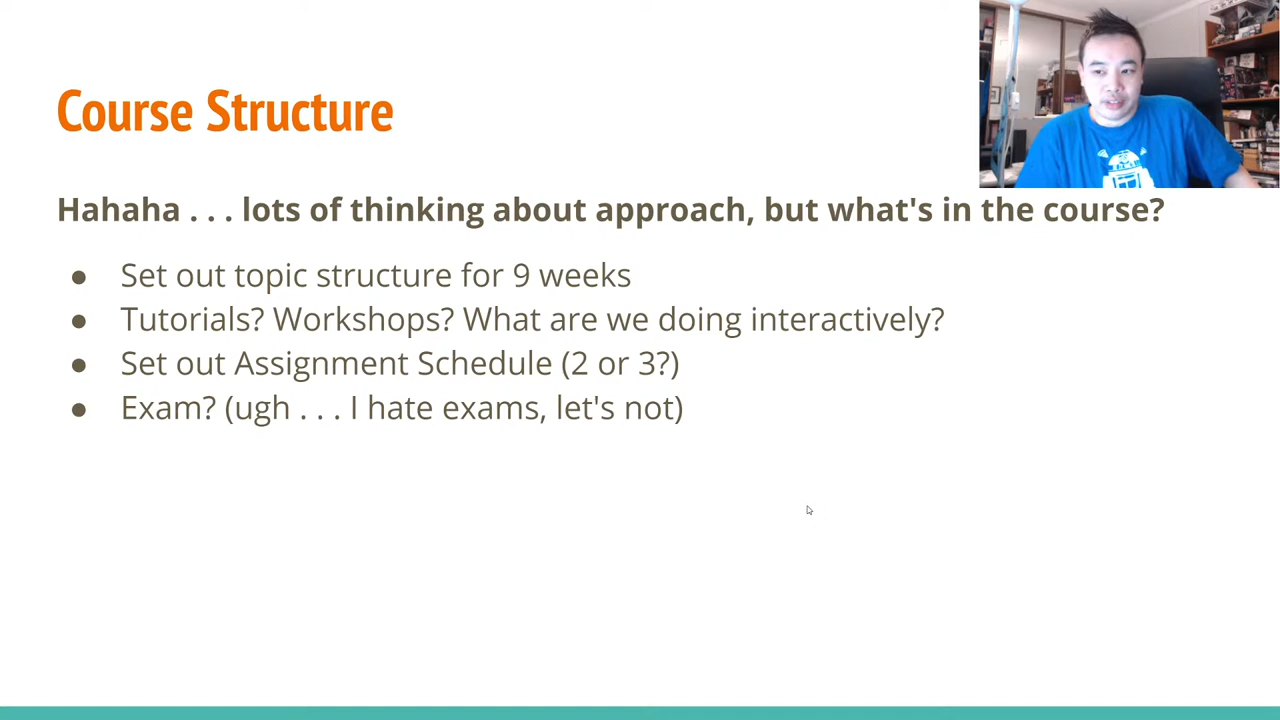 Course Structure
Hahaha . . . lots of thinking about approach, but what's in the course?
● Set out topic structure for 9 weeks
● Tutorials? Workshops? What are we doing interactively?
● Set out Assignment Schedule (2 or 3?)
● Exam? (ugh . . . I hate exams, let's not)